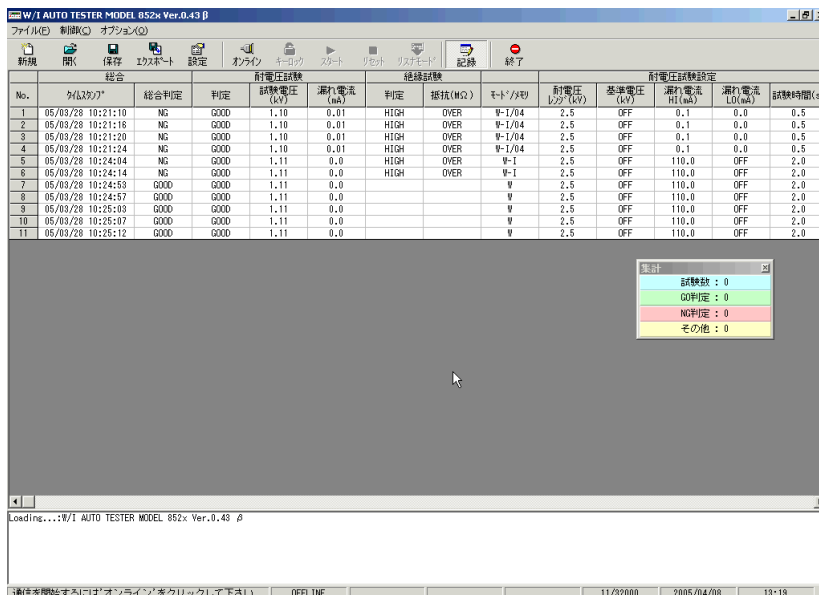 W/I AUTO TESTER MODEL 852x Ver.0.43 β
ファイル(F) 制御(C) オプション(O)
新規 開く 保存 エクスポート 設定 オンライン キーロック スタート リセット リスナモード 記録 終了
総合 耐電圧試験 絶縁試験 耐電圧試験設定
No. タイムスタンプ 総合判定 判定 試験電圧(kV) 漏れ電流(mA) 判定 抵抗(MΩ) モード/メモリ 耐電圧レンジ(kV) 基準電圧(kV) 漏れ電流HI(mA) 漏れ電流LO(mA) 試験時間(s
1 05/03/28 10:21:10 NG GOOD 1.10 0.01 HIGH OVER W-I/04 2.5 OFF 0.1 0.0 0.5
2 05/03/28 10:21:16 NG GOOD 1.10 0.01 HIGH OVER W-I/04 2.5 OFF 0.1 0.0 0.5
3 05/03/28 10:21:20 NG GOOD 1.10 0.01 HIGH OVER W-I/04 2.5 OFF 0.1 0.0 0.5
4 05/03/28 10:21:24 NG GOOD 1.10 0.01 HIGH OVER W-I/04 2.5 OFF 0.1 0.0 0.5
5 05/03/28 10:24:04 NG GOOD 1.11 0.0 HIGH OVER W-I 2.5 OFF 110.0 OFF 2.0
6 05/03/28 10:24:14 NG GOOD 1.11 0.0 HIGH OVER W-I 2.5 OFF 110.0 OFF 2.0
7 05/03/28 10:24:53 GOOD GOOD 1.11 0.0 W 2.5 OFF 110.0 OFF 2.0
8 05/03/28 10:24:57 GOOD GOOD 1.11 0.0 W 2.5 OFF 110.0 OFF 2.0
9 05/03/28 10:25:03 GOOD GOOD 1.11 0.0 W 2.5 OFF 110.0 OFF 2.0
10 05/03/28 10:25:07 GOOD GOOD 1.11 0.0 W 2.5 OFF 110.0 OFF 2.0
11 05/03/28 10:25:12 GOOD GOOD 1.11 0.0 W 2.5 OFF 110.0 OFF 2.0
集計
試験数 : 0
GO判定 : 0
NG判定 : 0
その他 : 0
Loading...:W/I AUTO TESTER MODEL 852x Ver.0.43 β
通信を開始するには'オンライン'をクリックして下さい OFFLINE 11/32000 2005/04/08 13:19